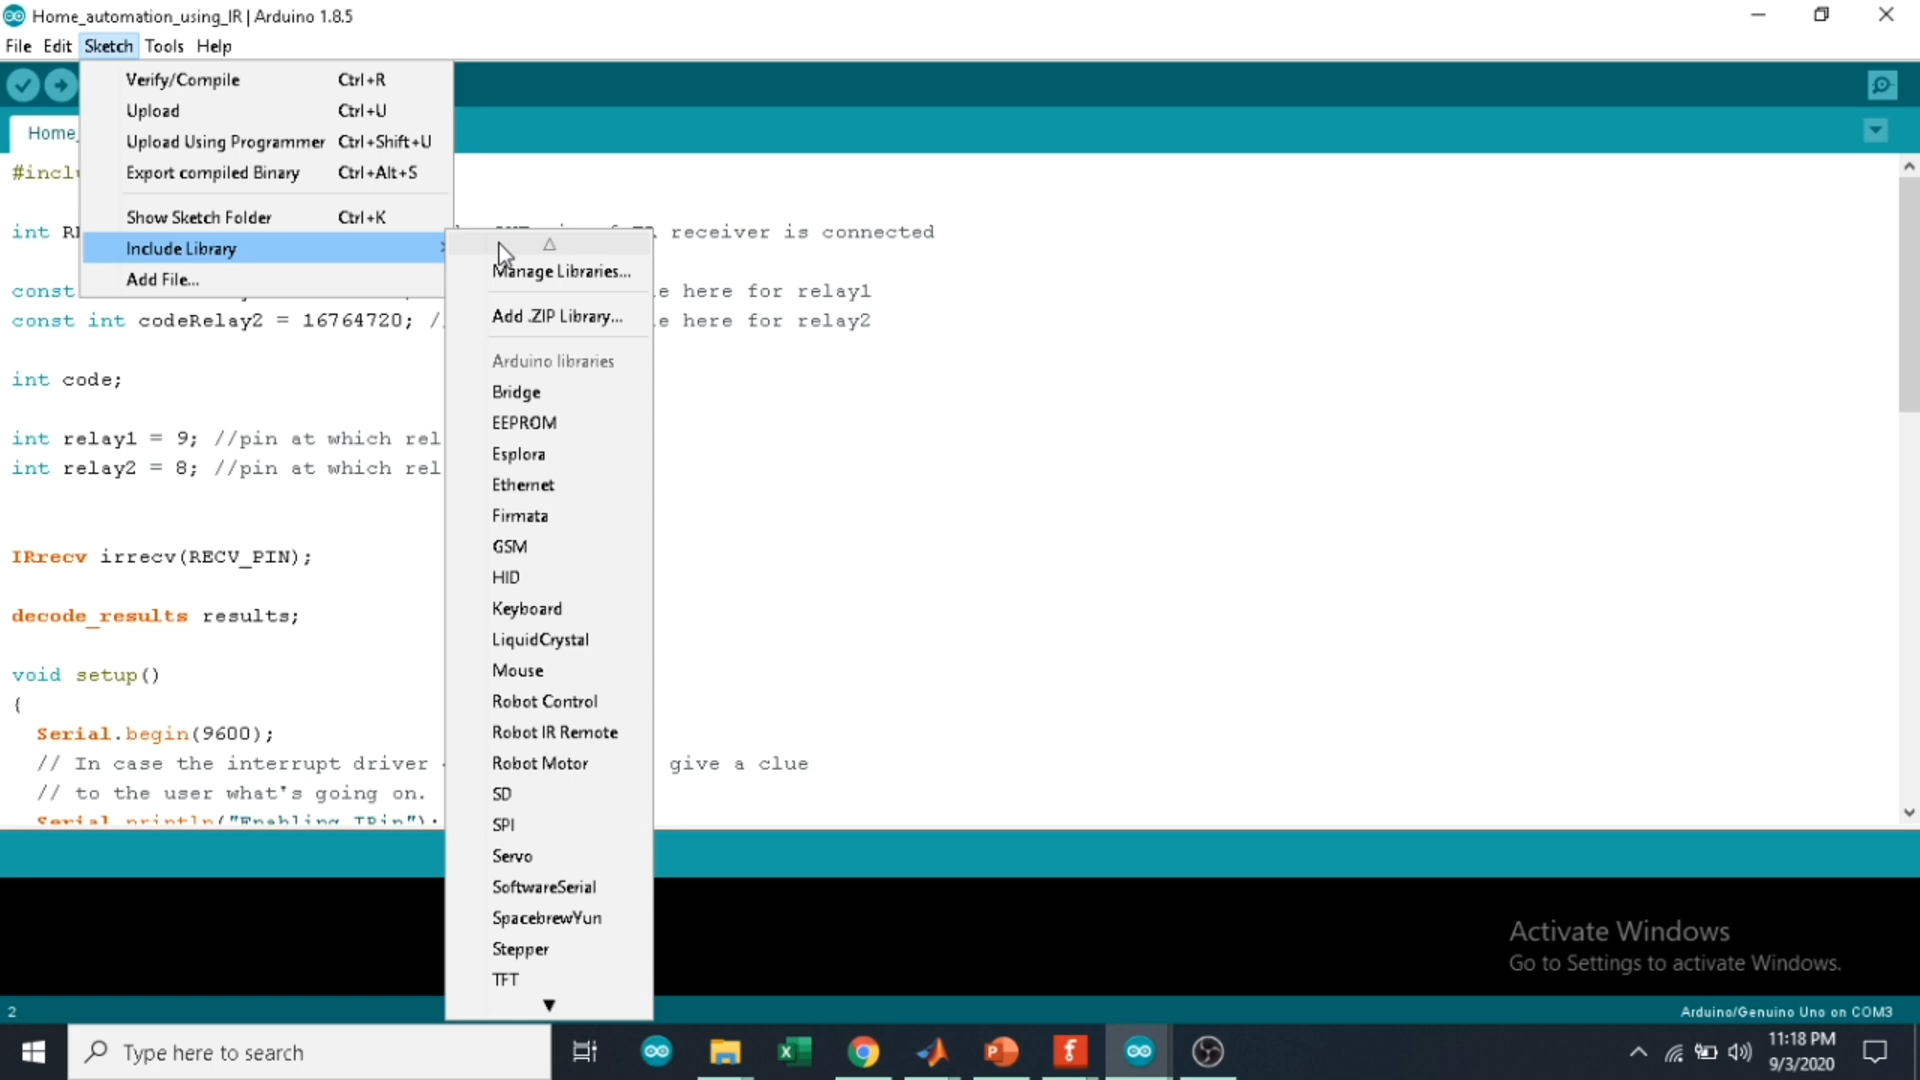 Home_automation_using_IR | Arduino 1.8.5
File Edit Sketch Tools Help
Verify/Compile Ctrl+R
Upload Ctrl+U
Upload Using Programmer Ctrl+Shift+U
Export compiled Binary Ctrl+Alt+S
Show Sketch Folder Ctrl+K
Include Library
Add File...
Manage Libraries...
Add .ZIP Library...
Arduino libraries
Bridge
EEPROM
Esplora
Ethernet
Firmata
GSM
HID
Keyboard
LiquidCrystal
Mouse
Robot Control
Robot IR Remote
Robot Motor
SD
SPI
Servo
SoftwareSerial
SpacebrewYun
Stepper
TFT
Home_
#inclu
int receiver is connected
const here for relay1
const int codeRelay2 = 16764720; // here for relay2
int code;
int relay1 = 9; //pin at which rel
int relay2 = 8; //pin at which rel
IRrecv irrecv(RECV_PIN);
decode_results results;
void setup()
{
Serial.begin(9600);
// In case the interrupt driver give a clue
// to the user what's going on.
Serial.println("Enabling IRin");
Activate Windows
Go to Settings to activate Windows.
2
Arduino/Genuino Uno on COM3
Type here to search
11:18 PM
9/3/2020